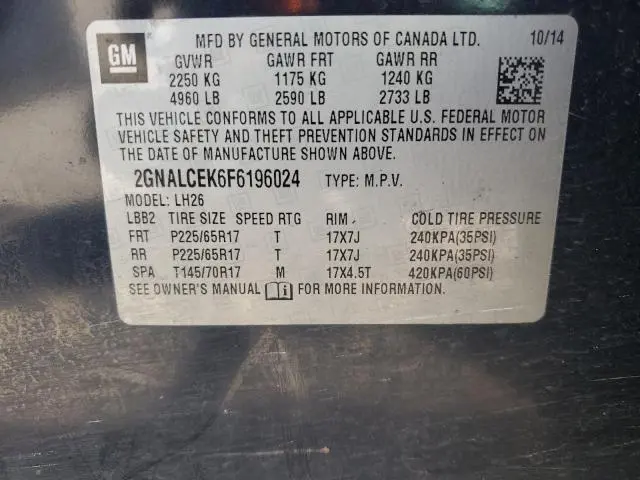 GM
MFD BY GENERAL MOTORS OF CANADA LTD. 10/14
GVWR GAWR FRT GAWR RR
2250 KG 1175 KG 1240 KG
4960 LB 2590 LB 2733 LB
THIS VEHICLE CONFORMS TO ALL APPLICABLE U.S. FEDERAL MOTOR
VEHICLE SAFETY AND THEFT PREVENTION STANDARDS IN EFFECT ON
THE DATE OF MANUFACTURE SHOWN ABOVE.
2GNALCEK6F6196024 TYPE: M.P.V.
MODEL: LH26
LBB2 TIRE SIZE SPEED RTG RIM COLD TIRE PRESSURE
FRT P225/65R17 T 17X7J 240KPA(35PSI)
RR P225/65R17 T 17X7J 240KPA(35PSI)
SPA T145/70R17 M 17X4.5T 420KPA(60PSI)
SEE OWNER'S MANUAL FOR MORE INFORMATION.